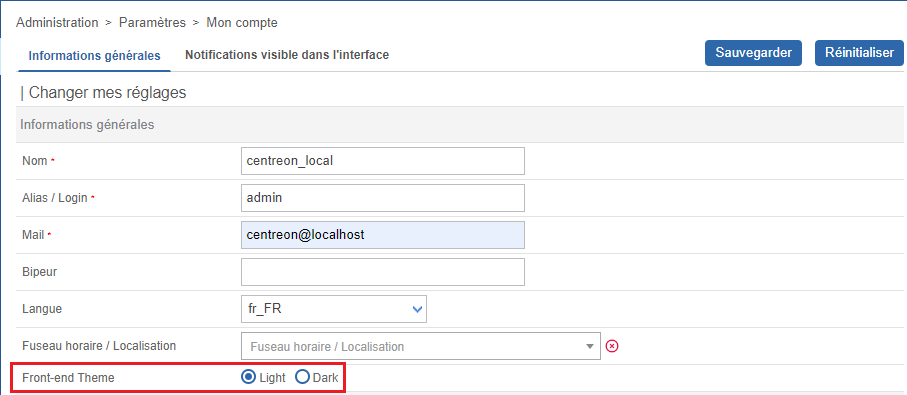 Administration > Paramètres > Mon compte
Informations générales Notifications visible dans l'interface Sauvegarder Réinitialiser
| Changer mes réglages
Informations générales
Nom * centreon_local
Alias / Login * admin
Mail * centreon@localhost
Bipeur
Langue fr_FR
Fuseau horaire / Localisation Fuseau horaire / Localisation
Front-end Theme Light Dark